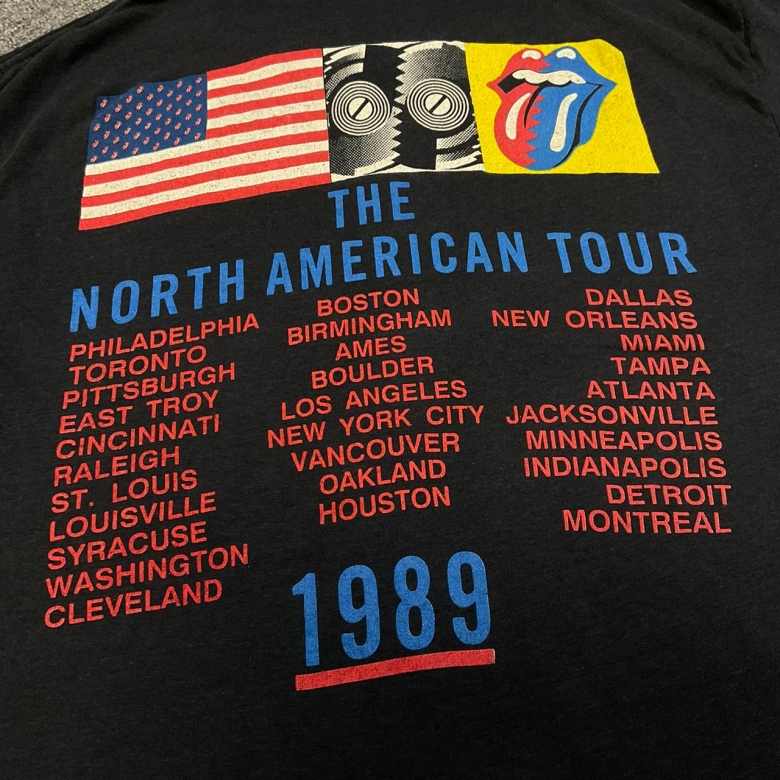 THE
NORTH AMERICAN TOUR
PHILADELPHIA
TORONTO
PITTSBURGH
EAST TROY
CINCINNATI
RALEIGH
ST. LOUIS
LOUISVILLE
SYRACUSE
WASHINGTON
CLEVELAND
BOSTON
BIRMINGHAM
AMES
BOULDER
LOS ANGELES
NEW YORK CITY
VANCOUVER
OAKLAND
HOUSTON
DALLAS
NEW ORLEANS
MIAMI
TAMPA
ATLANTA
JACKSONVILLE
MINNEAPOLIS
INDIANAPOLIS
DETROIT
MONTREAL
1989